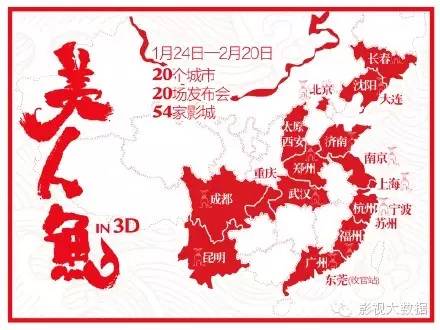 美人鱼
IN 3D
1月24日—2月20日
20个城市
20场发布会
54家影城
长春
沈阳
大连
北京
太原
西安
济南
郑州
南京
重庆
上海
成都
武汉
杭州
宁波
苏州
福州
昆明
广州
东莞(收官站)
影视大数据